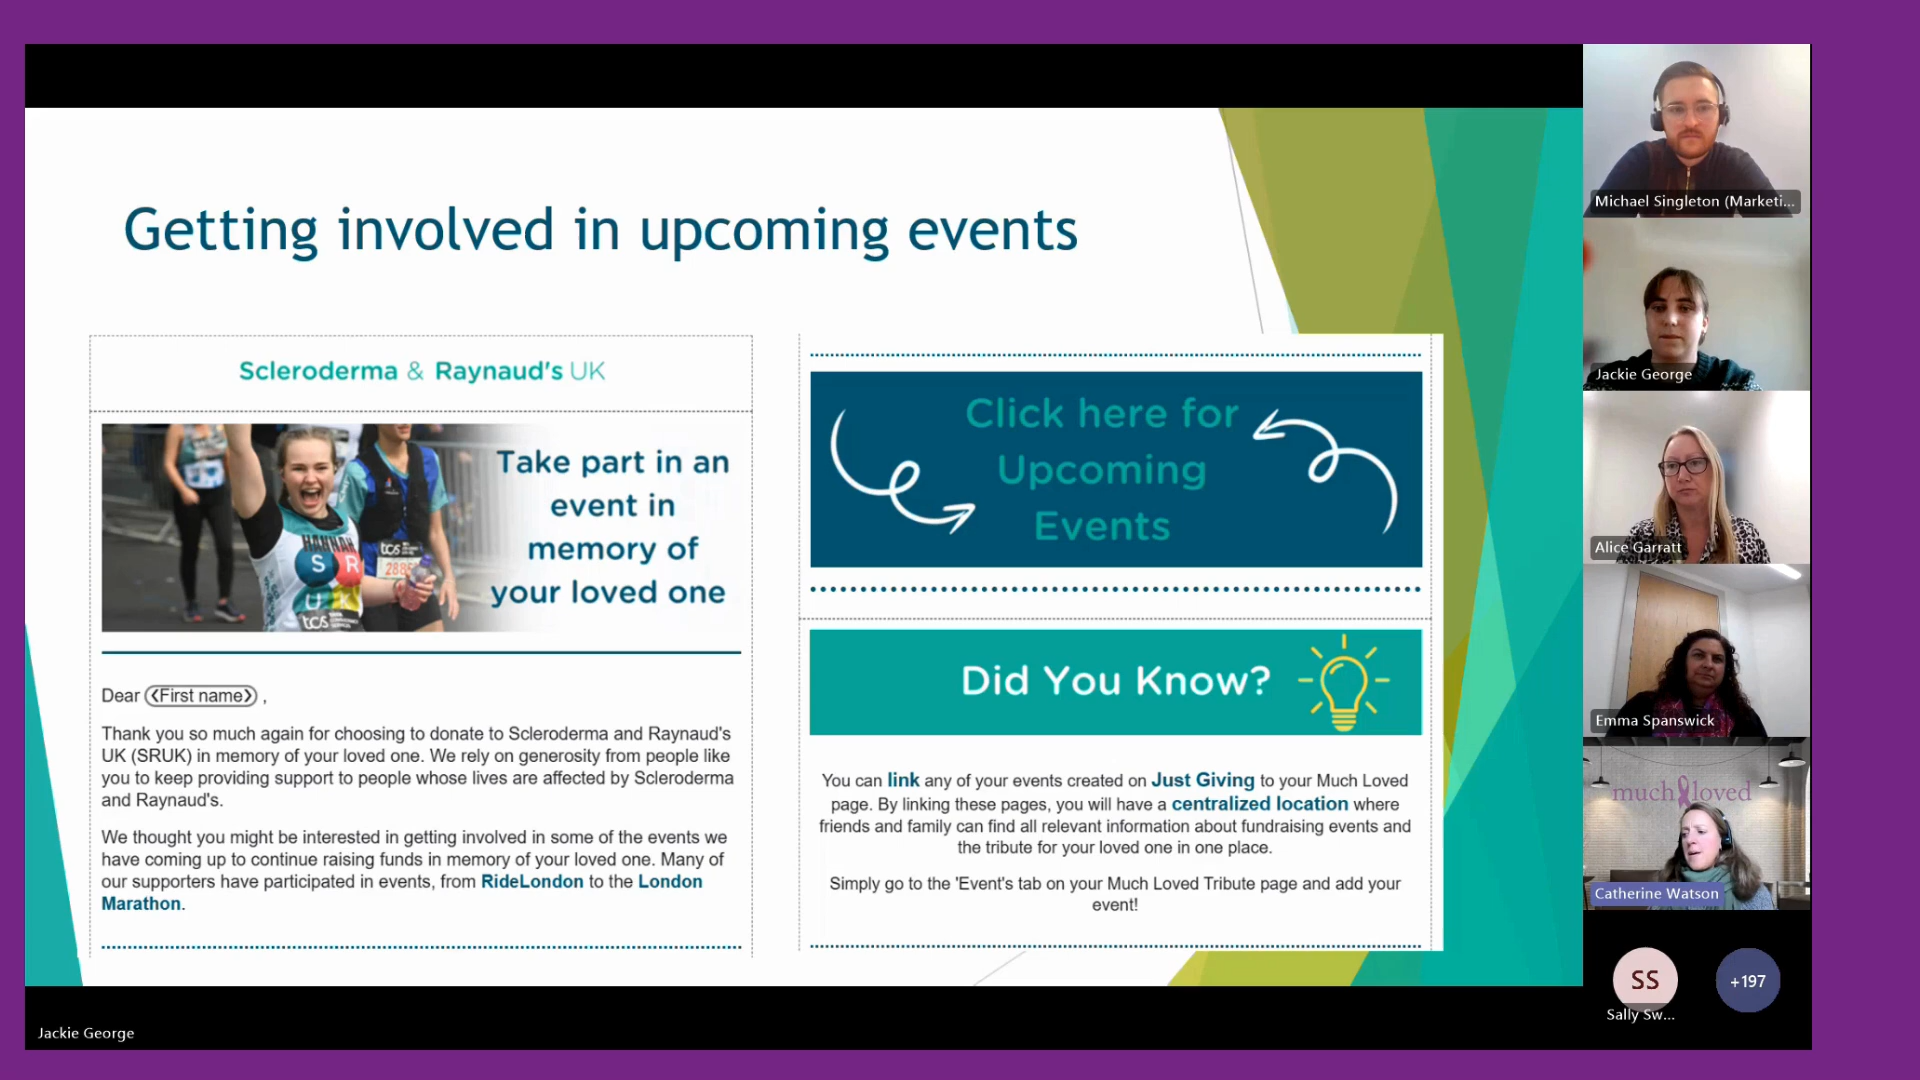 Getting involved in upcoming events
Scleroderma & Raynaud's UK
Take part in an
event in
memory of
your loved one
HANNAH
S R
U K
tcs
tcs
Dear <First name> ,
Thank you so much again for choosing to donate to Scleroderma and Raynaud's
UK (SRUK) in memory of your loved one. We rely on generosity from people like
you to keep providing support to people whose lives are affected by Scleroderma
and Raynaud's.
We thought you might be interested in getting involved in some of the events we
have coming up to continue raising funds in memory of your loved one. Many of
our supporters have participated in events, from RideLondon to the London
Marathon.
Click here for
Upcoming
Events
Did You Know?
You can link any of your events created on Just Giving to your Much Loved
page. By linking these pages, you will have a centralized location where
friends and family can find all relevant information about fundraising events and
the tribute for your loved one in one place.
Simply go to the 'Event's tab on your Much Loved Tribute page and add your
event!
Michael Singleton (Marketi...
Jackie George
Alice Garratt
Emma Spanswick
much loved
Catherine Watson
SS
+197
Sally Sw...
Jackie George